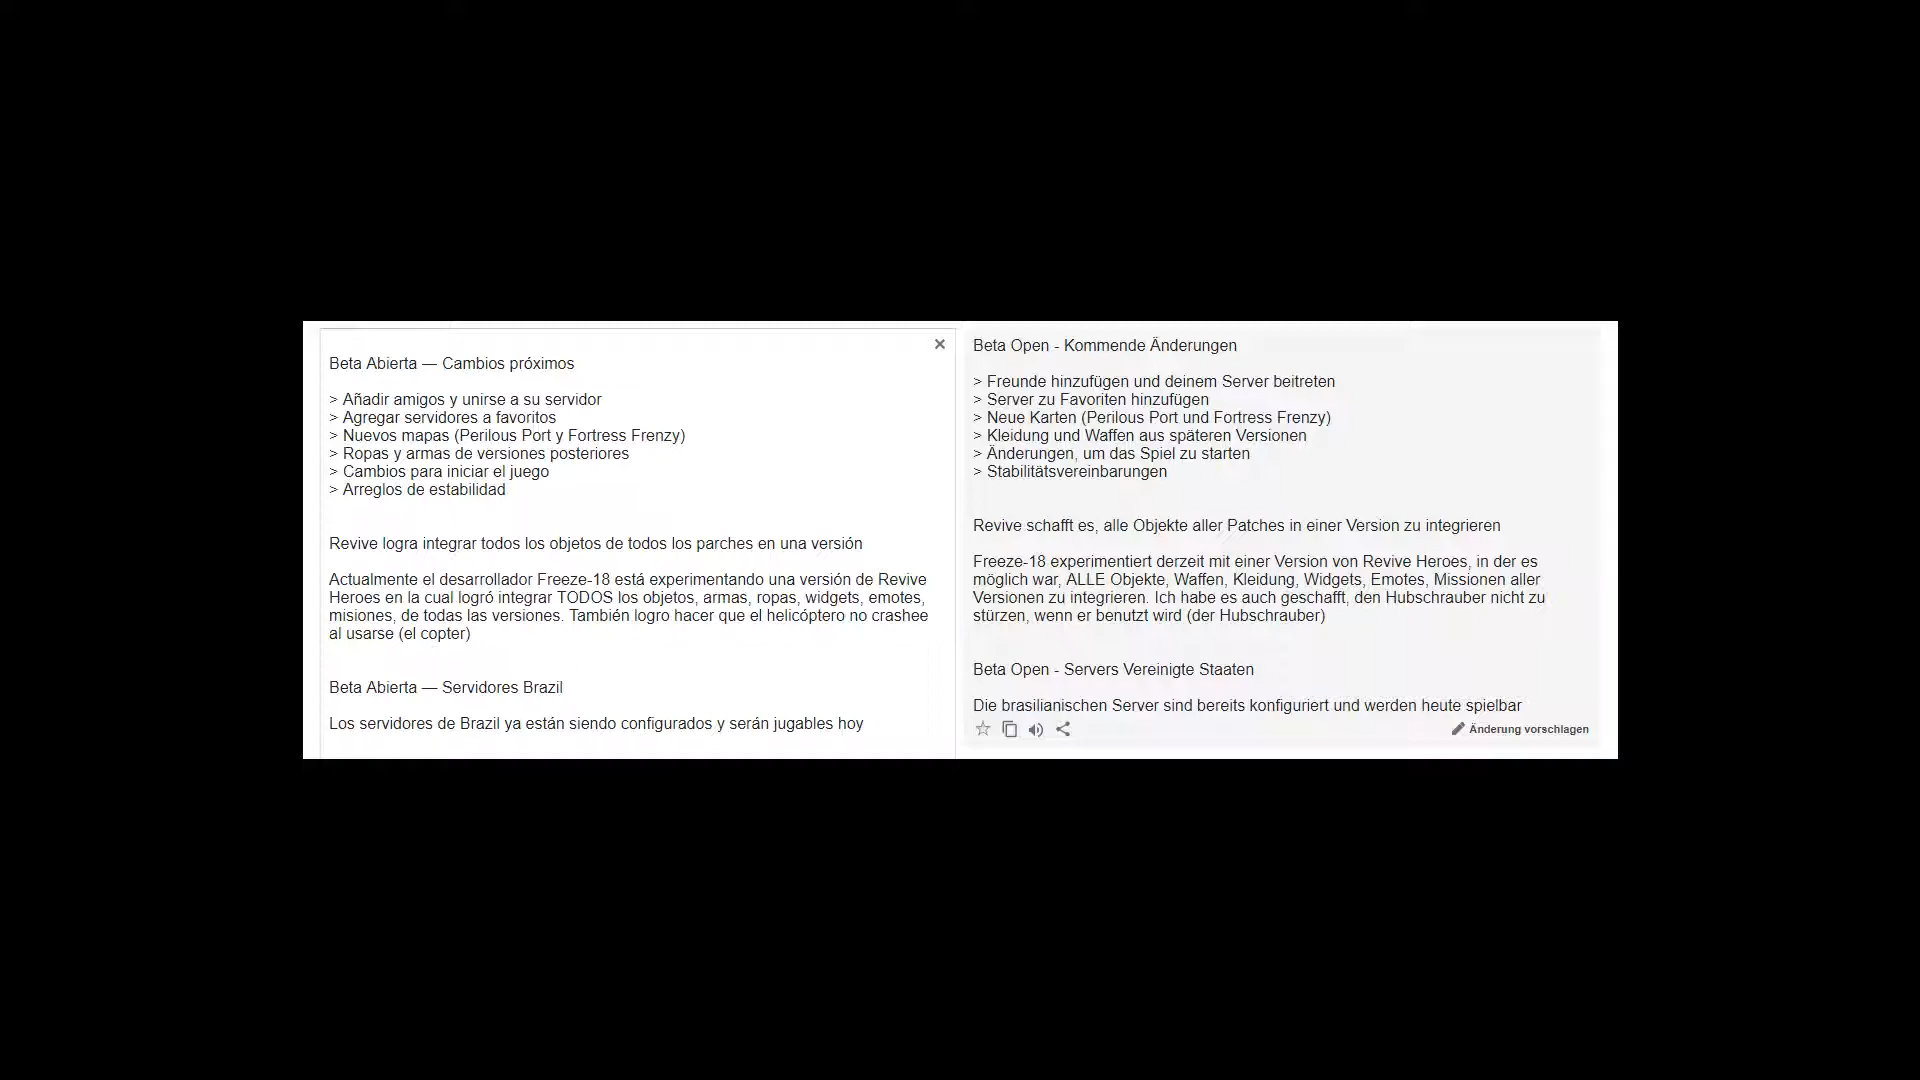 Beta Abierta — Cambios próximos
> Añadir amigos y unirse a su servidor
> Agregar servidores a favoritos
> Nuevos mapas (Perilous Port y Fortress Frenzy)
> Ropas y armas de versiones posteriores
> Cambios para iniciar el juego
> Arreglos de estabilidad
Revive logra integrar todos los objetos de todos los parches en una versión
Actualmente el desarrollador Freeze-18 está experimentando una versión de Revive
Heroes en la cual logró integrar TODOS los objetos, armas, ropas, widgets, emotes,
misiones, de todas las versiones. También logro hacer que el helicóptero no crashee
al usarse (el copter)
Beta Abierta — Servidores Brazil
Los servidores de Brazil ya están siendo configurados y serán jugables hoy
Beta Open - Kommende Änderungen
> Freunde hinzufügen und deinem Server beitreten
> Server zu Favoriten hinzufügen
> Neue Karten (Perilous Port und Fortress Frenzy)
> Kleidung und Waffen aus späteren Versionen
> Änderungen, um das Spiel zu starten
> Stabilitätsvereinbarungen
Revive schafft es, alle Objekte aller Patches in einer Version zu integrieren
Freeze-18 experimentiert derzeit mit einer Version von Revive Heroes, in der es
möglich war, ALLE Objekte, Waffen, Kleidung, Widgets, Emotes, Missionen aller
Versionen zu integrieren. Ich habe es auch geschafft, den Hubschrauber nicht zu
stürzen, wenn er benutzt wird (der Hubschrauber)
Beta Open - Servers Vereinigte Staaten
Die brasilianischen Server sind bereits konfiguriert und werden heute spielbar
Änderung vorschlagen